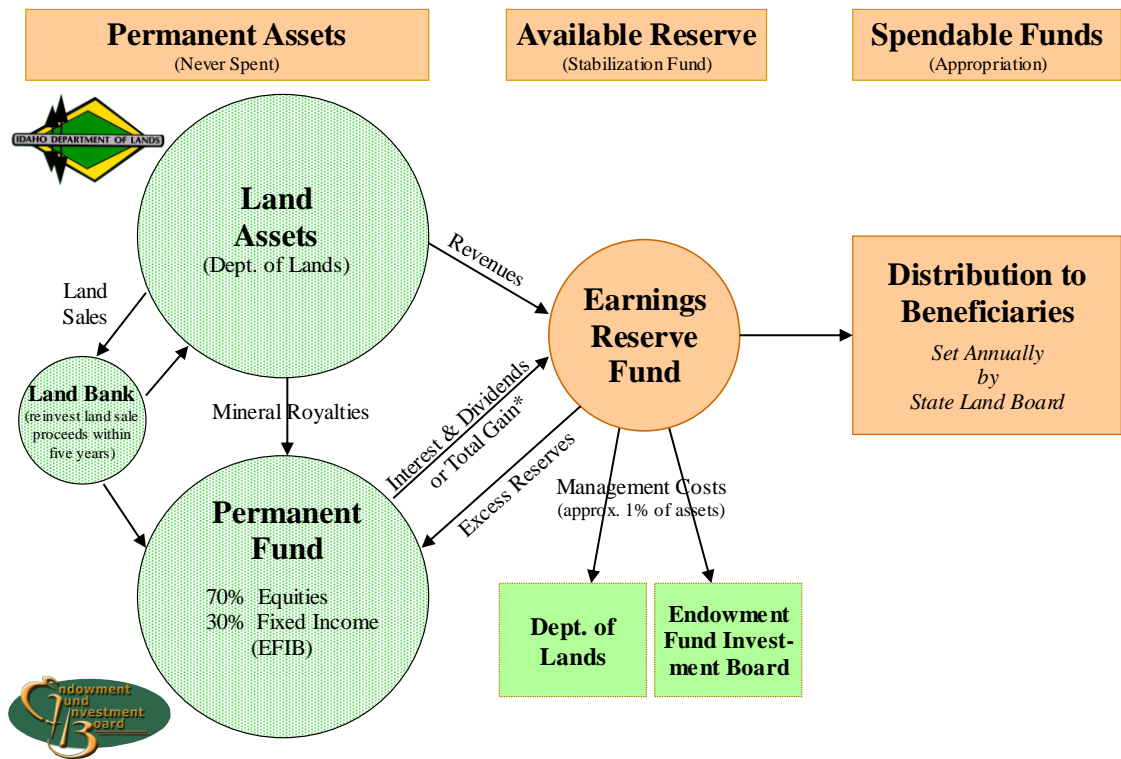 Permanent Assets
(Never Spent)
Available Reserve
(Stabilization Fund)
Spendable Funds
(Appropriation)
IDAHO DEPARTMENT OF LANDS
Land
Assets
(Dept. of Lands)
Revenues
Land
Sales
Earnings
Reserve
Fund
Distribution to
Beneficiaries
Set Annually
by
State Land Board
Land Bank
(reinvest land sale
proceeds within
five years)
Mineral Royalties
Interest & Dividends
or Total Gain*
Excess Reserves
Management Costs
(approx. 1% of assets)
Permanent
Fund
70% Equities
30% Fixed Income
(EFIB)
Dept. of
Lands
Endowment
Fund Invest-
ment Board
Endowment
Fund
Investment
Board